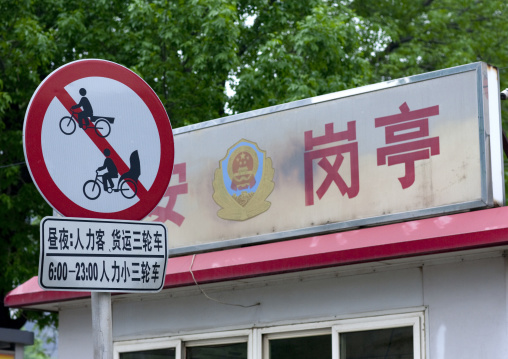 安 岗亭
昼夜:人力客、货运三轮车
6:00-23:00人力小三轮车